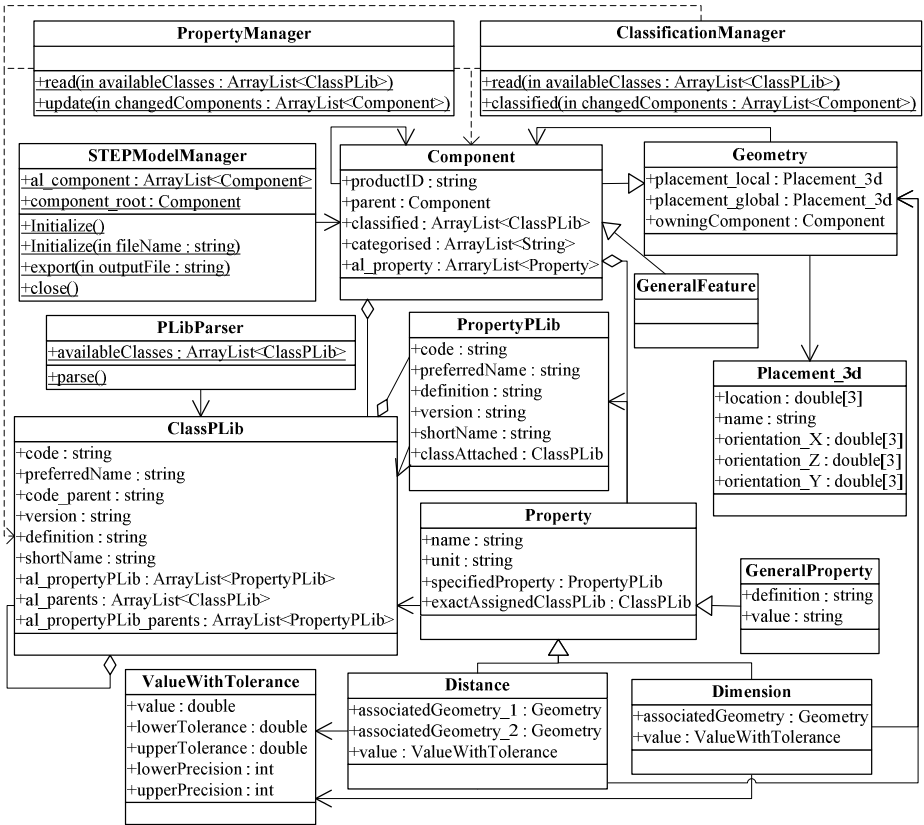 PropertyManager
+read(in availableClasses : ArrayList<ClassPLib>)
+update(in changedComponents : ArrayList<Component>)
ClassificationManager
+read(in availableClasses : ArrayList<ClassPLib>)
+classified(in changedComponents : ArrayList<Component>)
STEPModelManager
+al_component : ArrayList<Component>
+component_root : Component
+Initialize()
+Initialize(in fileName : string)
+export(in outputFile : string)
+close()
Component
+productID : string
+parent : Component
+classified : ArrayList<ClassPLib>
+categorised : ArrayList<String>
+al_property : ArraryList<Property>
Geometry
+placement_local : Placement_3d
+placement_global : Placement_3d
+owningComponent : Component
GeneralFeature
PLibParser
+availableClasses : ArrayList<ClassPLib>
+parse()
PropertyPLib
+code : string
+preferredName : string
+definition : string
+version : string
+shortName : string
+classAttached : ClassPLib
Placement_3d
+location : double[3]
+name : string
+orientation_X : double[3]
+orientation_Z : double[3]
+orientation_Y : double[3]
ClassPLib
+code : string
+preferredName : string
+code_parent : string
+version : string
+definition : string
+shortName : string
+al_propertyPLib : ArrayList<PropertyPLib>
+al_parents : ArrayList<ClassPLib>
+al_propertyPLib_parents : ArrayList<PropertyPLib>
Property
+name : string
+unit : string
+specifiedProperty : PropertyPLib
+exactAssignedClassPLib : ClassPLib
GeneralProperty
+definition : string
+value : string
ValueWithTolerance
+value : double
+lowerTolerance : double
+upperTolerance : double
+lowerPrecision : int
+upperPrecision : int
Distance
+associatedGeometry_1 : Geometry
+associatedGeometry_2 : Geometry
+value : ValueWithTolerance
Dimension
+associatedGeometry : Geometry
+value : ValueWithTolerance